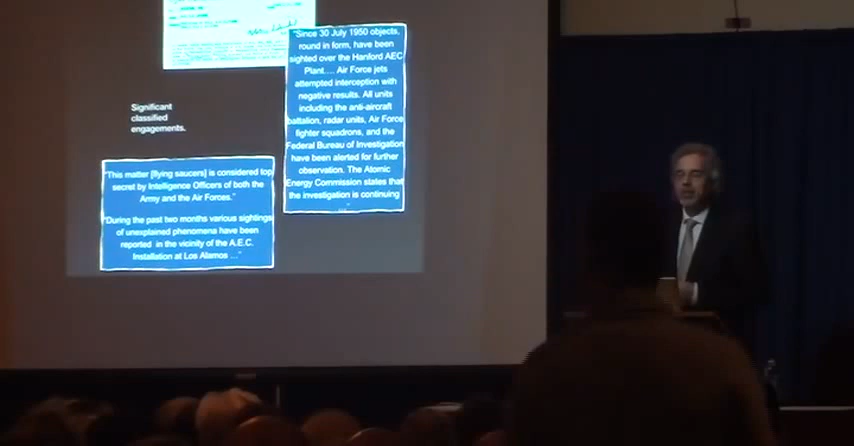 "Since 30 July 1950 objects,
round in form, have been
sighted over the Hanford AEC
Plant.... Air Force jets
attempted interception with
negative results. All units
including the anti-aircraft
battalion, radar units, Air Force
fighter squadrons, and the
Federal Bureau of Investigation
have been alerted for further
observation. The Atomic
Energy Commission states that
the investigation is continuing
..."
Significant
classified
engagements.
"This matter [flying saucers] is considered top
secret by Intelligence Officers of both the
Army and the Air Forces."
"During the past two months various sightings
of unexplained phenomena have been
reported in the vicinity of the A.E.C.
Installation at Los Alamos ..."